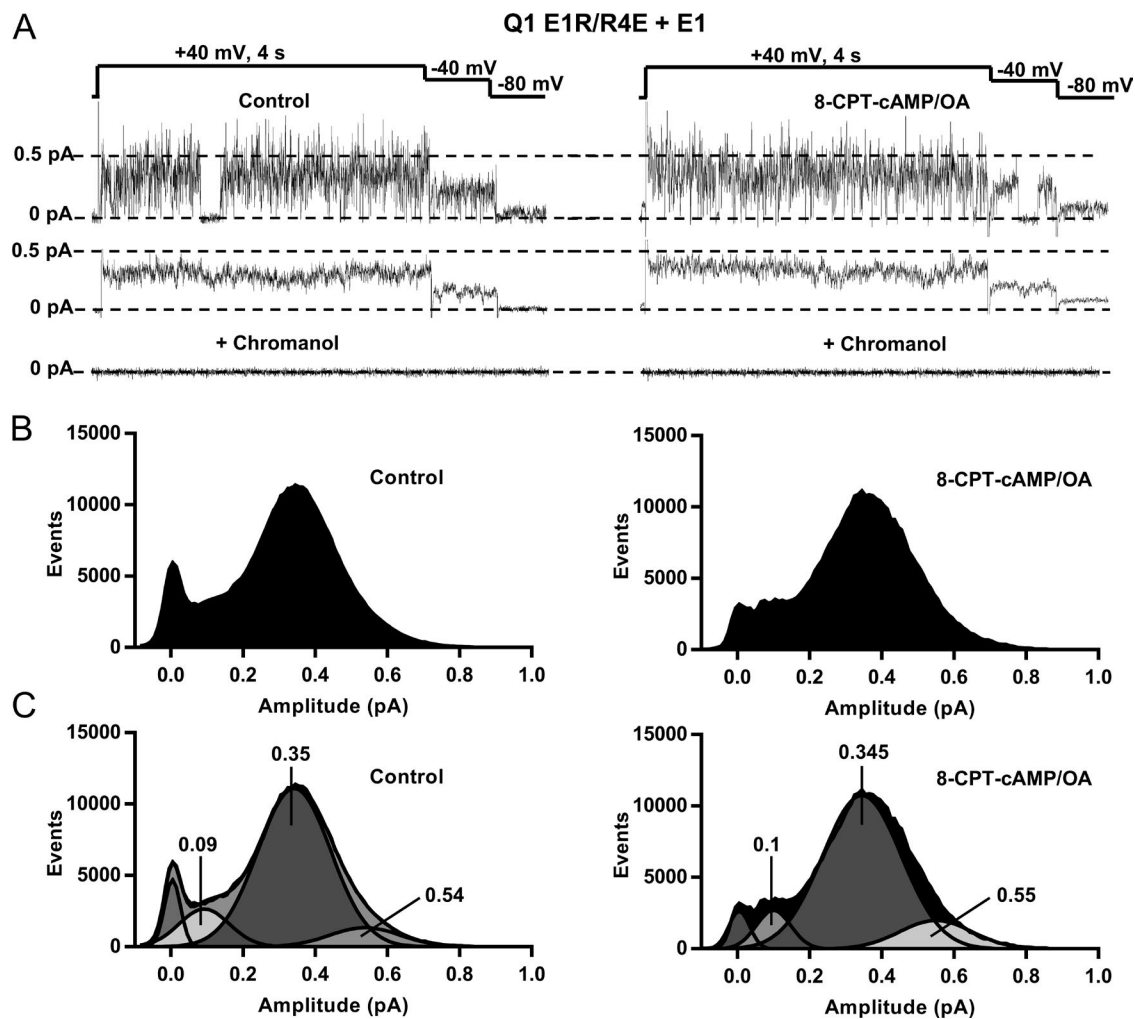 A
Q1 E1R/R4E + E1
+40 mV, 4 s
-40 mV
-80 mV
Control
0.5 pA
0 pA
0.5 pA
0 pA
+ Chromanol
0 pA
+40 mV, 4 s
-40 mV
-80 mV
8-CPT-cAMP/OA
+ Chromanol
B
15000
10000
5000
0
Events
Control
0.0 0.2 0.4 0.6 0.8 1.0
Amplitude (pA)
15000
10000
5000
0
Events
8-CPT-cAMP/OA
0.0 0.2 0.4 0.6 0.8 1.0
Amplitude (pA)
C
15000
10000
5000
0
Events
0.35
Control
0.09
0.54
0.0 0.2 0.4 0.6 0.8 1.0
Amplitude (pA)
15000
10000
5000
0
Events
0.345
8-CPT-cAMP/OA
0.1
0.55
0.0 0.2 0.4 0.6 0.8 1.0
Amplitude (pA)